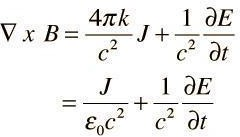 ∇ x B = 4πk/c² J + 1/c² ∂E/∂t
= J/ε₀c² + 1/c² ∂E/∂t